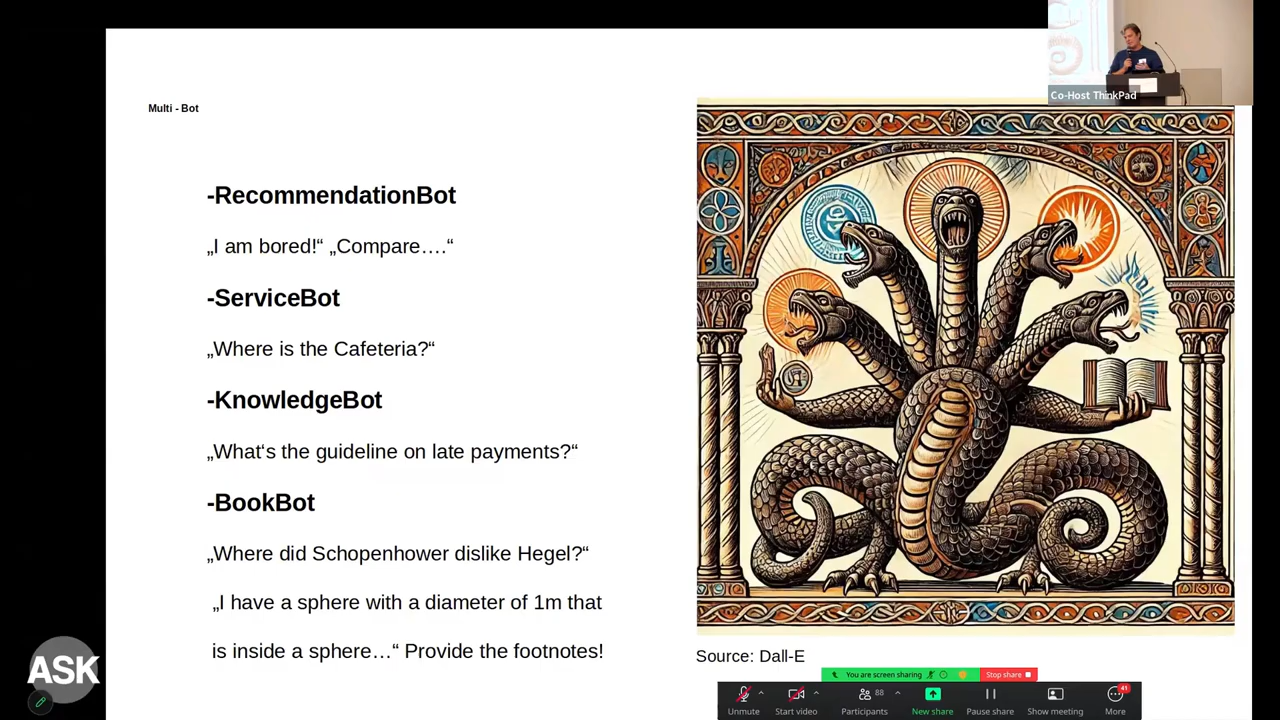 Co-Host ThinkPad
Multi - Bot
-RecommendationBot
„I am bored!“ „Compare….“
-ServiceBot
„Where is the Cafeteria?“
-KnowledgeBot
„What‘s the guideline on late payments?“
-BookBot
„Where did Schopenhower dislike Hegel?“
„I have a sphere with a diameter of 1m that
is inside a sphere…“ Provide the footnotes!
Source: Dall-E
ASK
You are screen sharing
Stop share
88
41
Unmute
Start video
Participants
New share
Pause share
Show meeting
More